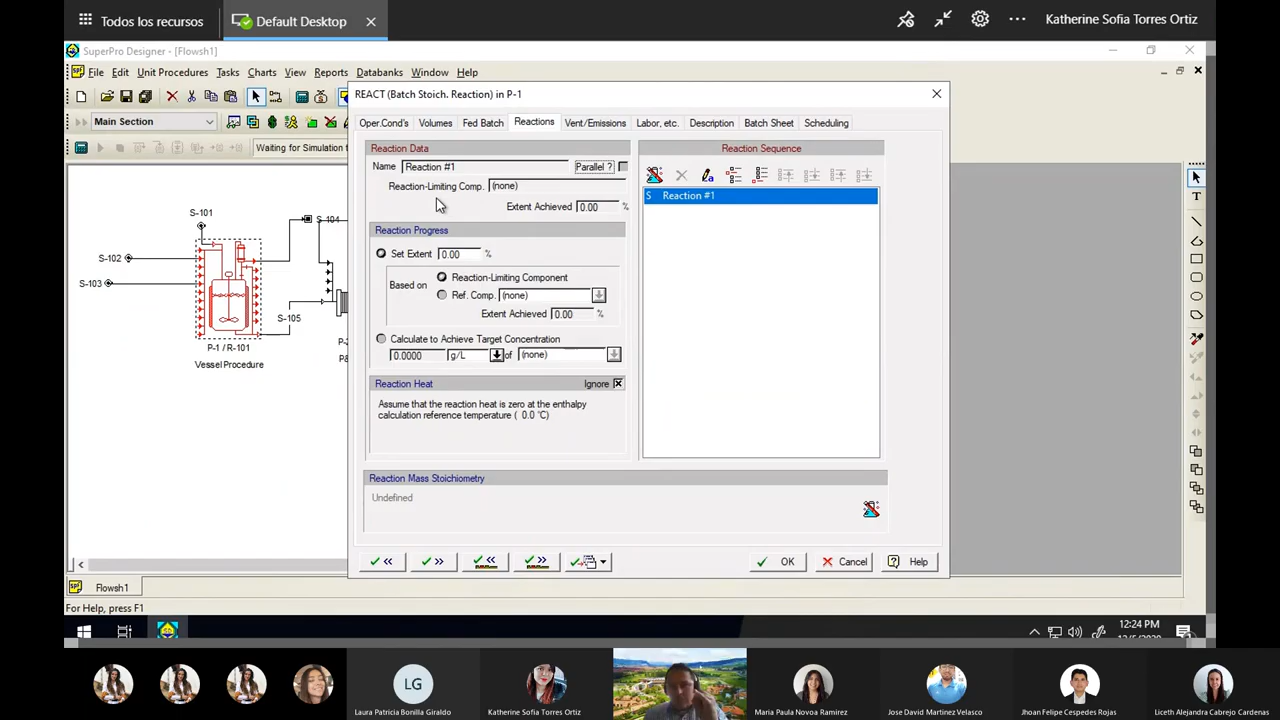 Todos los recursos
Default Desktop
Katherine Sofia Torres Ortiz
SuperPro Designer - [Flowsh1]
File Edit Unit Procedures Tasks Charts View Reports Databanks Window Help
Main Section
Waiting for Simulation t
REACT (Batch Stoich. Reaction) in P-1
Oper.Cond's Volumes Fed Batch Reactions Vent/Emissions Labor, etc. Description Batch Sheet Scheduling
Reaction Data
Name Reaction #1 Parallel ?
Reaction-Limiting Comp. (none)
Extent Achieved 0.00 %
Reaction Progress
Set Extent 0.00 %
Based on
Reaction-Limiting Component
Ref. Comp. (none)
Extent Achieved 0.00 %
Calculate to Achieve Target Concentration
0.0000 g/L of (none)
Reaction Heat Ignore
Assume that the reaction heat is zero at the enthalpy
calculation reference temperature ( 0.0 °C)
Reaction Sequence
S Reaction #1
Reaction Mass Stoichiometry
Undefined
OK Cancel Help
S-101
S-102
S-103
S-104
S-105
P-1 / R-101
Vessel Procedure
Flowsh1
For Help, press F1
12:24 PM
LG
Laura Patricia Bonilla Giraldo
Katherine Sofia Torres Ortiz
Maria Paula Novoa Ramirez
Jose David Martinez Velasco
Jhoan Felipe Cespedes Rojas
Liceth Alejandra Cabrejo Cardenas